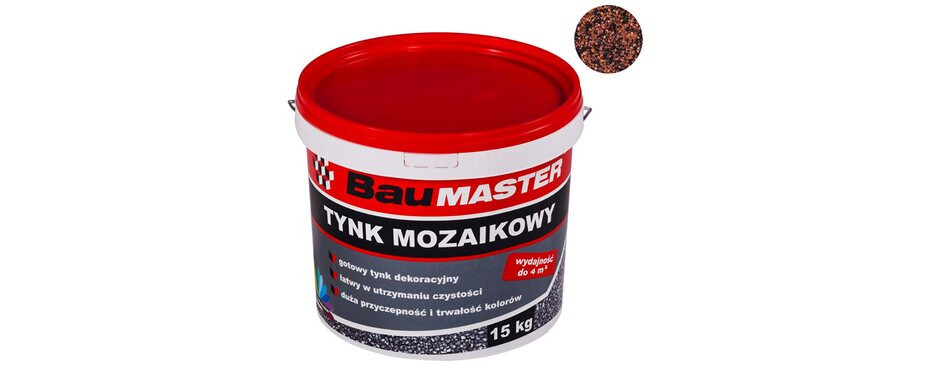 BauMASTER
TYNK MOZAIKOWY
gotowy tynk dekoracyjny
łatwy w utrzymaniu czystości
duża przyczepność i trwałość kolorów
wydajność
do 4 m²
15 kg